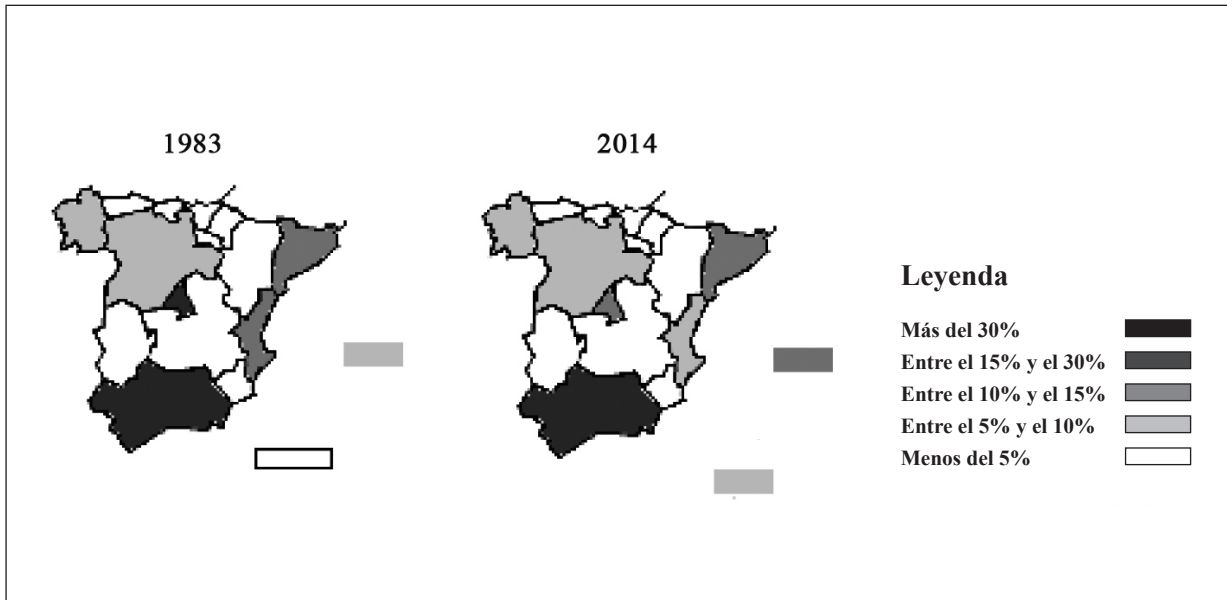 1983
2014
Leyenda
Más del 30%
Entre el 15% y el 30%
Entre el 10% y el 15%
Entre el 5% y el 10%
Menos del 5%